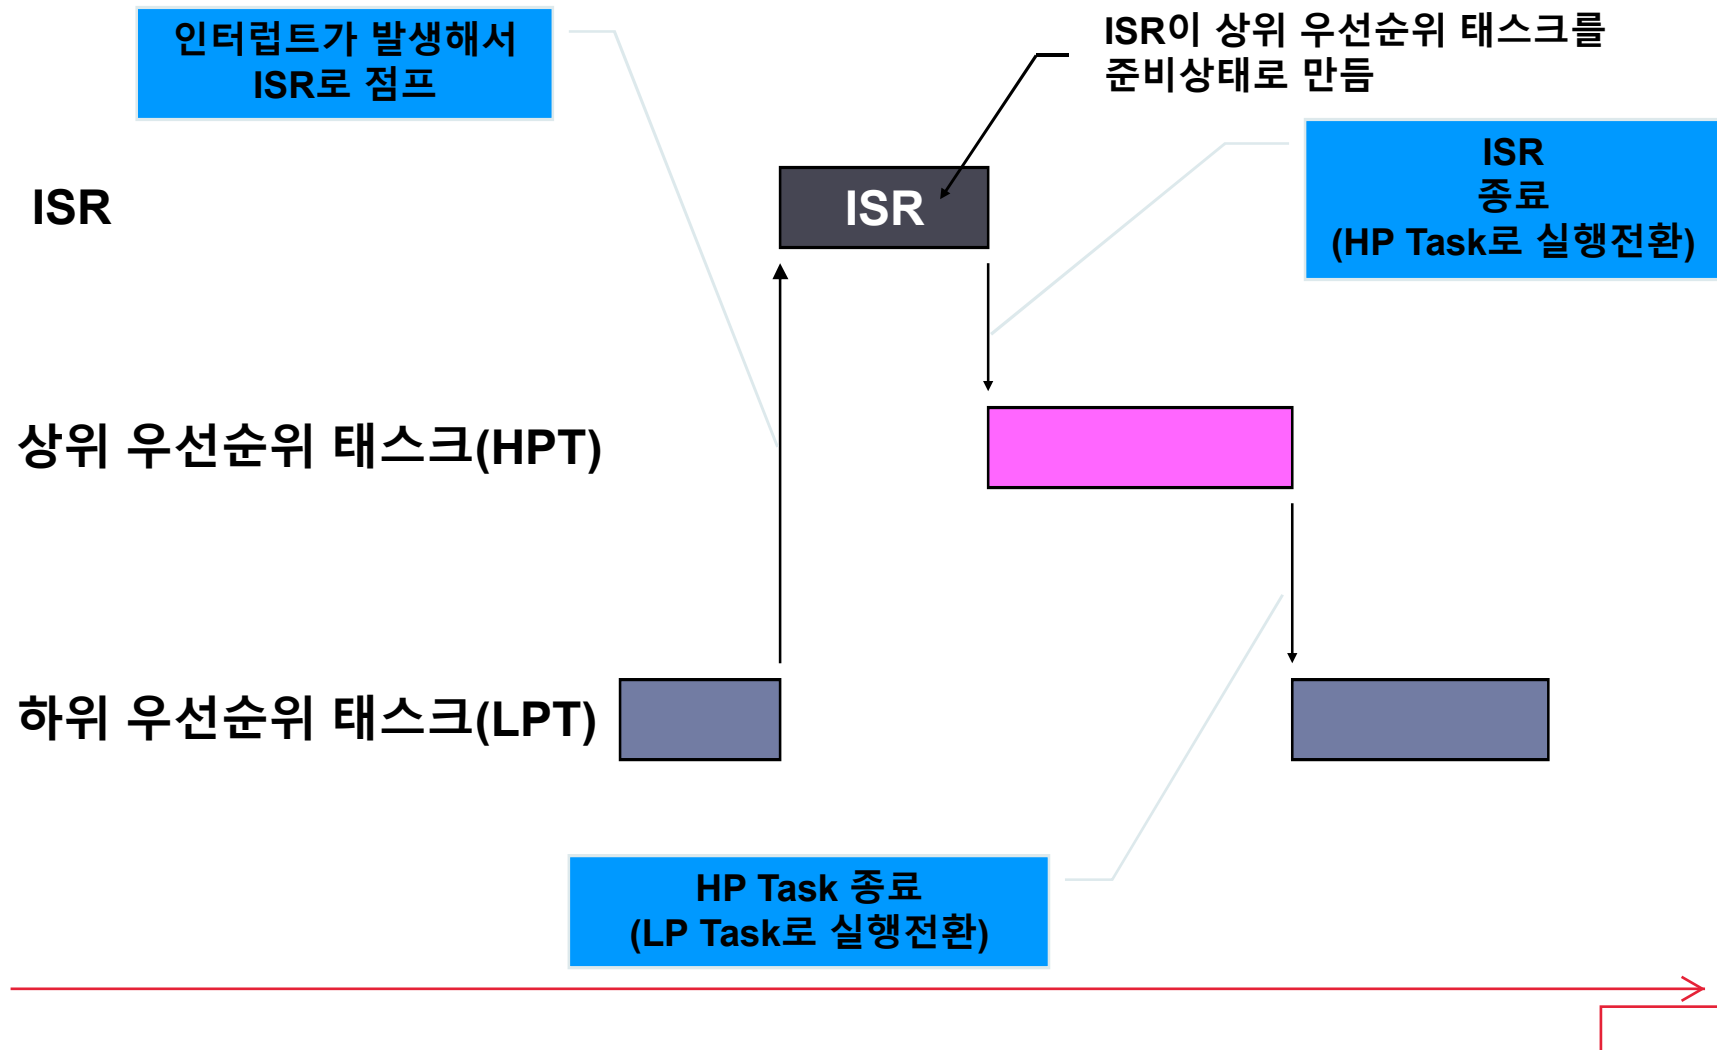 인터럽트가 발생해서
ISR로 점프
ISR이 상위 우선순위 태스크를
준비상태로 만듬
ISR
종료
(HP Task로 실행전환)
ISR
ISR
상위 우선순위 태스크(HPT)
하위 우선순위 태스크(LPT)
HP Task 종료
(LP Task로 실행전환)